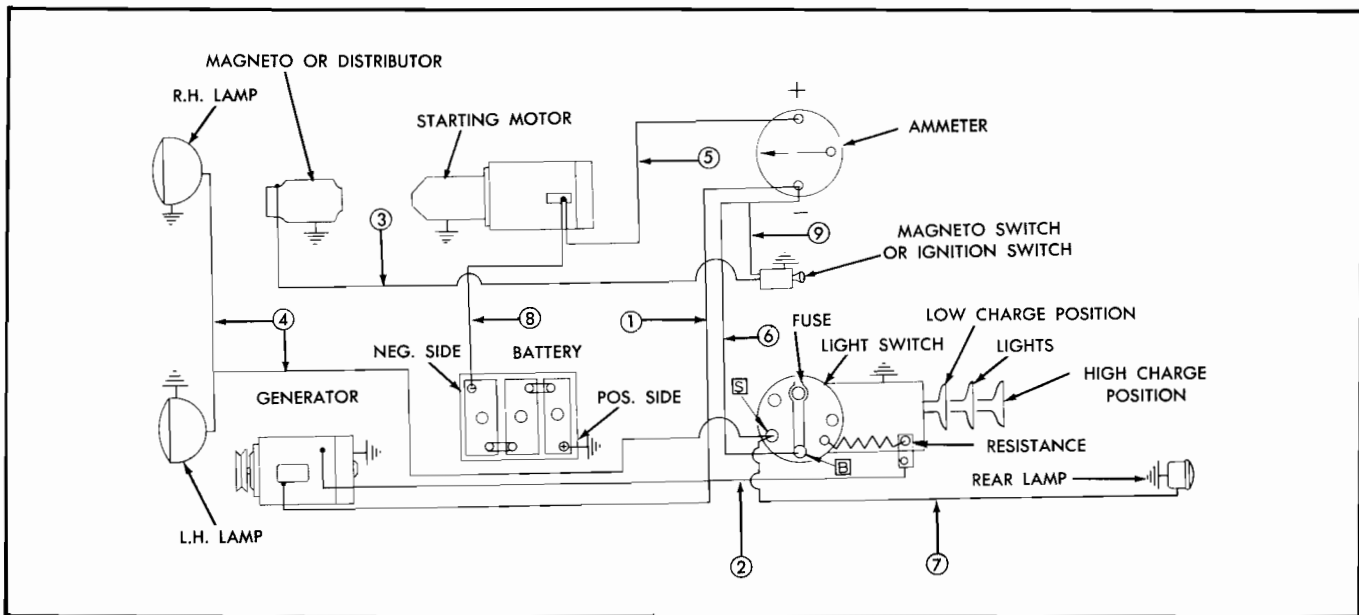 MAGNETO OR DISTRIBUTOR
R.H. LAMP
STARTING MOTOR
+
AMMETER
5
3
−
9
MAGNETO SWITCH
OR IGNITION SWITCH
4
8
1
6
FUSE
LOW CHARGE POSITION
LIGHT SWITCH
LIGHTS
NEG. SIDE
BATTERY
HIGH CHARGE
POSITION
GENERATOR
S
POS. SIDE
+
RESISTANCE
B
REAR LAMP
L.H. LAMP
2
7